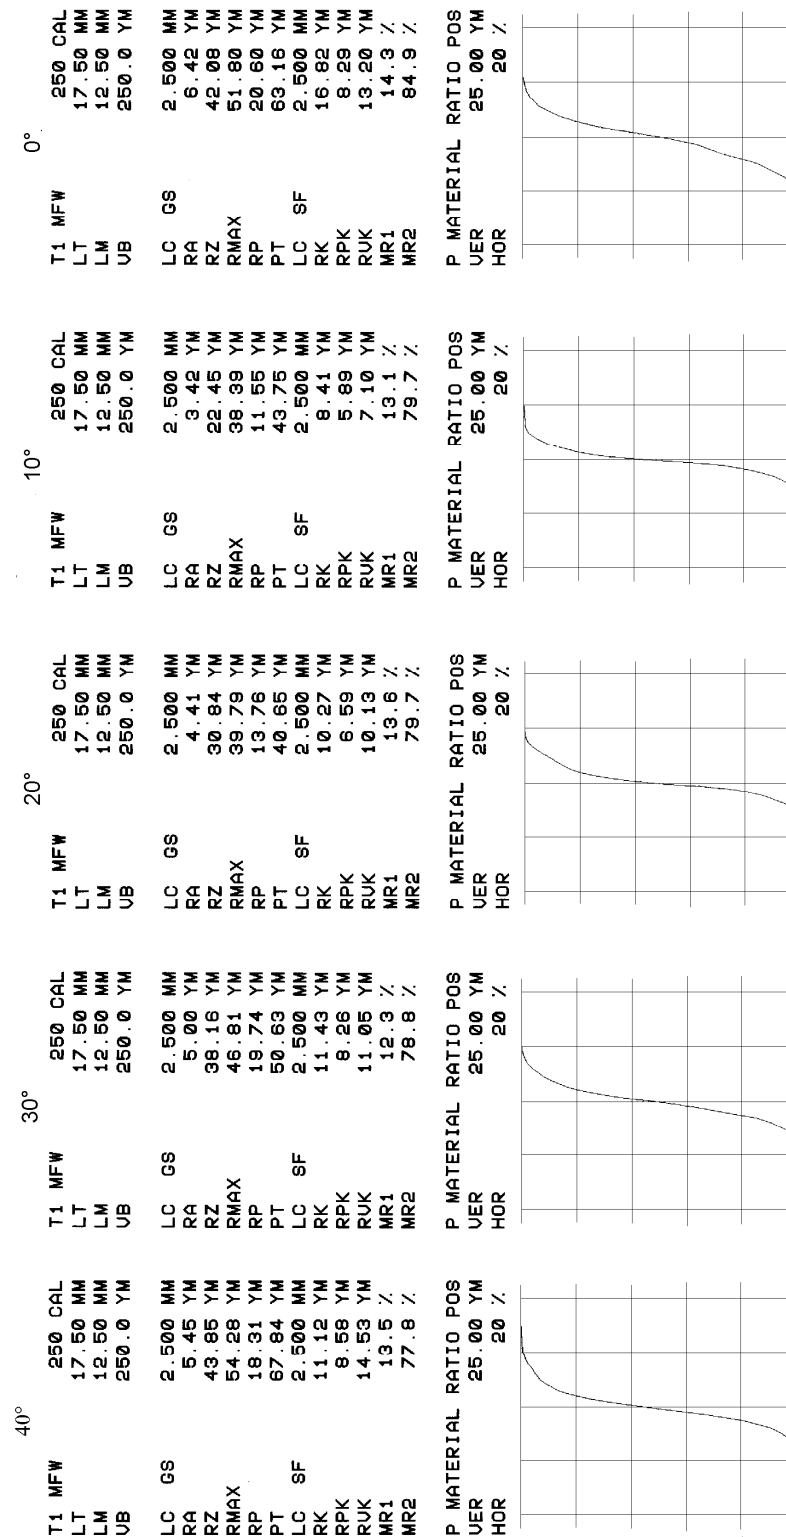 40°
T1 MFW 250 CAL
LT 17.50 MM
LM 12.50 MM
VB 250.0 YM
LC GS 2.500 MM
RA 5.45 YM
RZ 43.85 YM
RMAX 54.28 YM
RP 18.31 YM
PT 67.84 YM
LC SF 2.500 MM
RK 11.12 YM
RPK 8.58 YM
RVK 14.53 YM
MR1 13.5 %
MR2 77.8 %
P MATERIAL RATIO POS
VER 25.00 YM
HOR 20 %
30°
T1 MFW 250 CAL
LT 17.50 MM
LM 12.50 MM
VB 250.0 YM
LC GS 2.500 MM
RA 5.00 YM
RZ 38.16 YM
RMAX 46.81 YM
RP 19.74 YM
PT 50.63 YM
LC SF 2.500 MM
RK 11.43 YM
RPK 8.26 YM
RVK 11.05 YM
MR1 12.3 %
MR2 78.8 %
P MATERIAL RATIO POS
VER 25.00 YM
HOR 20 %
20°
T1 MFW 250 CAL
LT 17.50 MM
LM 12.50 MM
VB 250.0 YM
LC GS 2.500 MM
RA 4.41 YM
RZ 30.84 YM
RMAX 39.79 YM
RP 13.76 YM
PT 40.65 YM
LC SF 2.500 MM
RK 10.27 YM
RPK 6.59 YM
RVK 10.13 YM
MR1 13.6 %
MR2 79.7 %
P MATERIAL RATIO POS
VER 25.00 YM
HOR 20 %
10°
T1 MFW 250 CAL
LT 17.50 MM
LM 12.50 MM
VB 250.0 YM
LC GS 2.500 MM
RA 3.42 YM
RZ 22.45 YM
RMAX 38.39 YM
RP 11.55 YM
PT 43.75 YM
LC SF 2.500 MM
RK 8.41 YM
RPK 5.89 YM
RVK 7.10 YM
MR1 13.1 %
MR2 79.7 %
P MATERIAL RATIO POS
VER 25.00 YM
HOR 20 %
0°
T1 MFW 250 CAL
LT 17.50 MM
LM 12.50 MM
VB 250.0 YM
LC GS 2.500 MM
RA 6.42 YM
RZ 42.08 YM
RMAX 51.80 YM
RP 20.60 YM
PT 63.16 YM
LC SF 2.500 MM
RK 16.82 YM
RPK 8.29 YM
RVK 13.20 YM
MR1 14.3 %
MR2 84.9 %
P MATERIAL RATIO POS
VER 25.00 YM
HOR 20 %